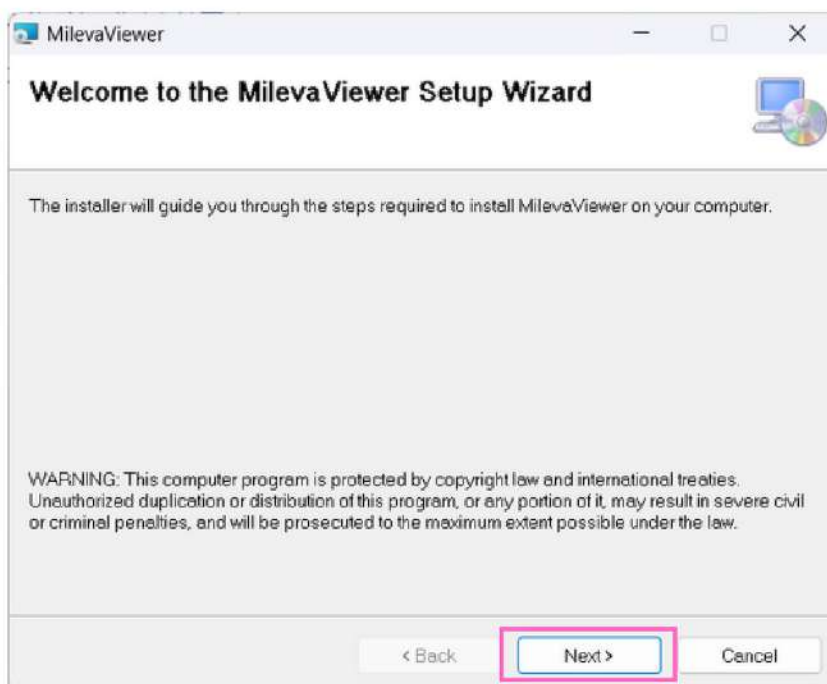 MilevaViewer
Welcome to the MilevaViewer Setup Wizard
The installer will guide you through the steps required to install MilevaViewer on your computer.
WARNING: This computer program is protected by copyright law and international treaties.
Unauthorized duplication or distribution of this program, or any portion of it, may result in severe civil
or criminal penalties, and will be prosecuted to the maximum extent possible under the law.
< Back Next > Cancel